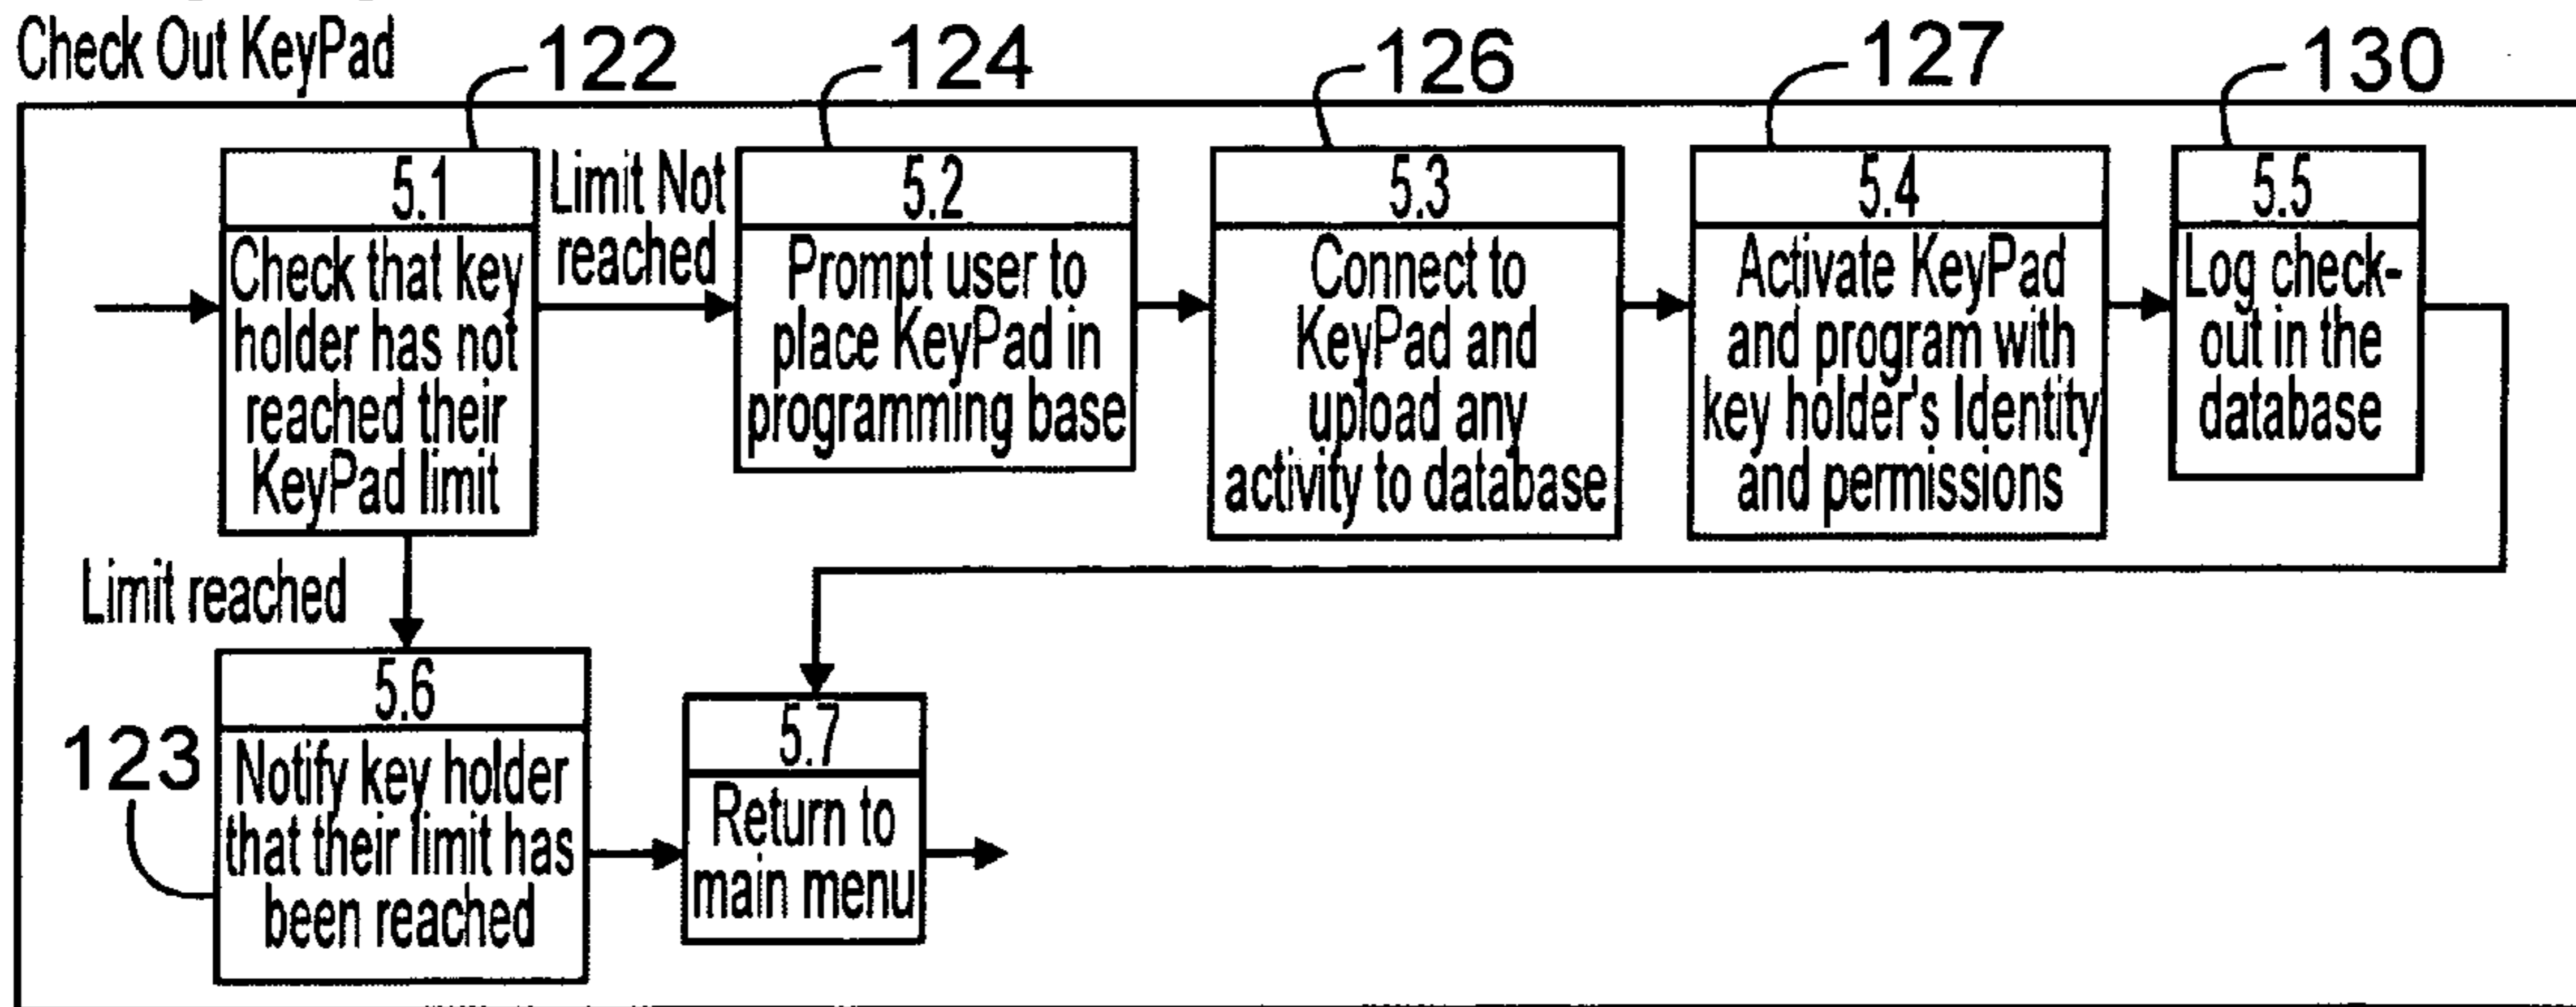 Check Out KeyPad
122
124
126
127
130
5.1
Check that key
holder has not
reached their
KeyPad limit
Limit Not
reached
5.2
Prompt user to
place KeyPad in
programming base
5.3
Connect to
KeyPad and
upload any
activity to database
5.4
Activate KeyPad
and program with
key holder's Identity
and permissions
5.5
Log check-
out in the
database
Limit reached
123
5.6
Notify key holder
that their limit has
been reached
5.7
Return to
main menu